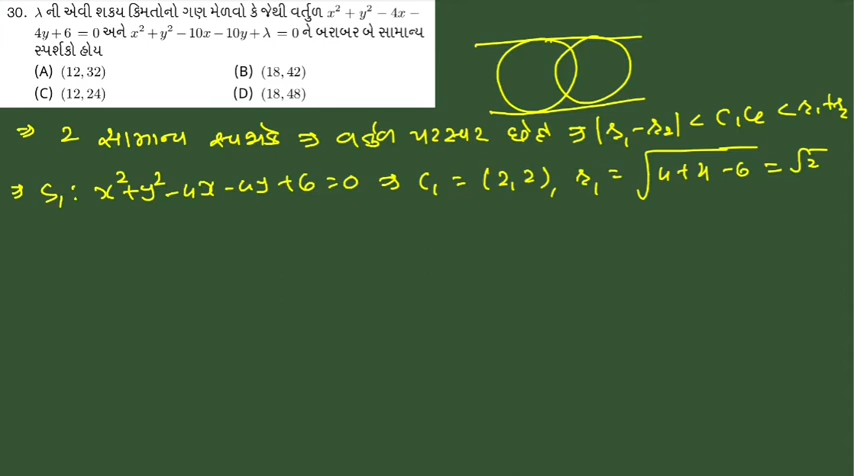 30. λ ની એવી શક્ય કિંમતોનો ગણ મેળવો કે જેથી વર્તુળ x² + y² − 4x −
4y + 6 = 0 અને x² + y² − 10x − 10y + λ = 0 ને બરાબર બે સામાન્ય
સ્પર્શકો હોય
(A) (12, 32) (B) (18, 42)
(C) (12, 24) (D) (18, 48)
⇒ 2 સામાન્ય સ્પર્શકો ⇒ વર્તુળ પરસ્પર છેદે ⇒ |r₁ − r₂| < C₁C₂ < r₁ + r₂
⇒ S₁ : x² + y² − 4x − 4y + 6 = 0 ⇒ C₁ = (2, 2), r₁ = √(4 + 4 − 6) = √2